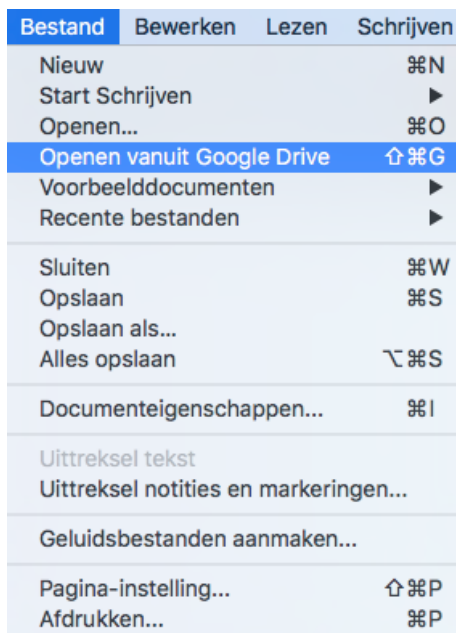 Bestand Bewerken Lezen Schrijven
Nieuw ⌘N
Start Schrijven ▶
Openen... ⌘O
Openen vanuit Google Drive ⇧⌘G
Voorbeelddocumenten ▶
Recente bestanden ▶
Sluiten ⌘W
Opslaan ⌘S
Opslaan als...
Alles opslaan ⌥⌘S
Documenteigenschappen... ⌘I
Uittreksel tekst
Uittreksel notities en markeringen...
Geluidsbestanden aanmaken...
Pagina-instelling... ⇧⌘P
Afdrukken... ⌘P